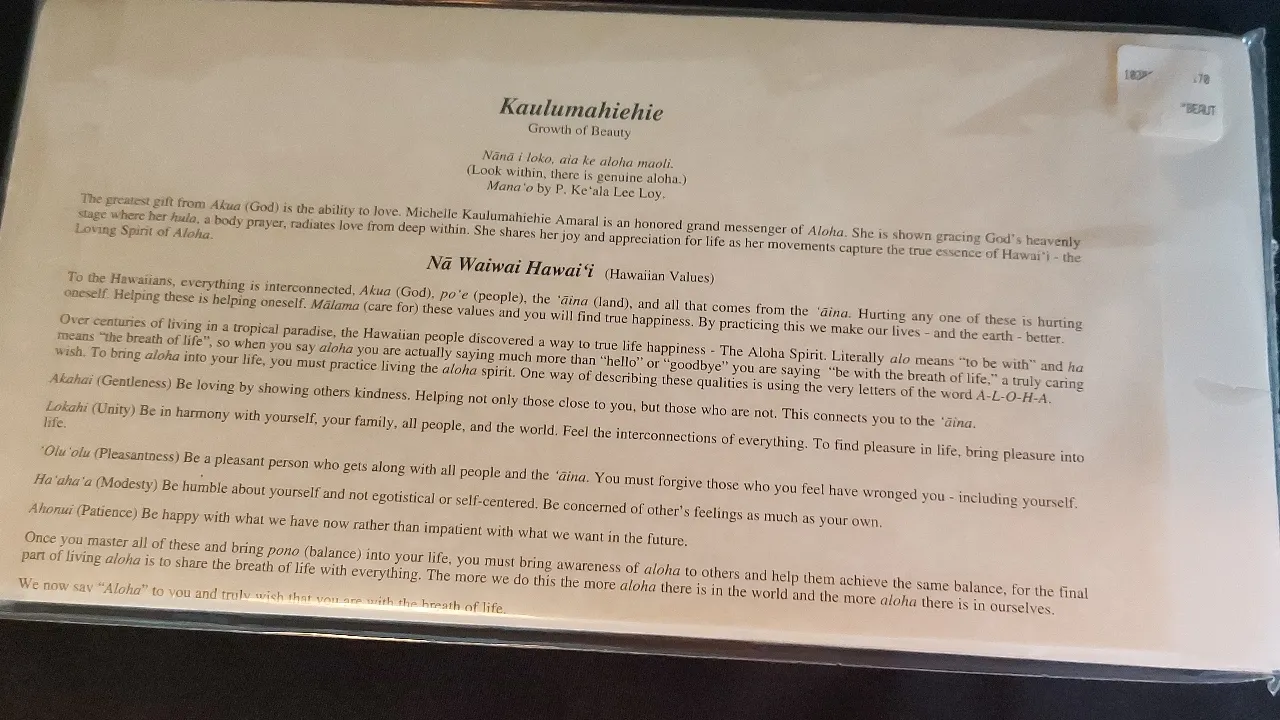 103 .70
"BEAUT
Kaulumahiehie
Growth of Beauty
Nānā i loko, aia ke aloha maoli.
(Look within, there is genuine aloha.)
Mana‘o by P. Ke‘ala Lee Loy.
The greatest gift from Akua (God) is the ability to love. Michelle Kaulumahiehie Amaral is an honored grand messenger of Aloha. She is shown gracing God's heavenly
stage where her hula, a body prayer, radiates love from deep within. She shares her joy and appreciation for life as her movements capture the true essence of Hawai‘i - the
Loving Spirit of Aloha.
Nā Waiwai Hawai‘i (Hawaiian Values)
To the Hawaiians, everything is interconnected, Akua (God), po‘e (people), the ‘āina (land), and all that comes from the ‘āina. Hurting any one of these is hurting
oneself. Helping these is helping oneself. Mālama (care for) these values and you will find true happiness. By practicing this we make our lives - and the earth - better.
Over centuries of living in a tropical paradise, the Hawaiian people discovered a way to true life happiness - The Aloha Spirit. Literally alo means "to be with" and ha
means "the breath of life", so when you say aloha you are actually saying much more than "hello" or "goodbye" you are saying "be with the breath of life," a truly caring
wish. To bring aloha into your life, you must practice living the aloha spirit. One way of describing these qualities is using the very letters of the word A-L-O-H-A.
Akahai (Gentleness) Be loving by showing others kindness. Helping not only those close to you, but those who are not. This connects you to the ‘āina.
Lokahi (Unity) Be in harmony with yourself, your family, all people, and the world. Feel the interconnections of everything. To find pleasure in life, bring pleasure into
life.
‘Olu‘olu (Pleasantness) Be a pleasant person who gets along with all people and the ‘āina. You must forgive those who you feel have wronged you - including yourself.
Ha‘aha‘a (Modesty) Be humble about yourself and not egotistical or self-centered. Be concerned of other's feelings as much as your own.
Ahonui (Patience) Be happy with what we have now rather than impatient with what we want in the future.
Once you master all of these and bring pono (balance) into your life, you must bring awareness of aloha to others and help them achieve the same balance, for the final
part of living aloha is to share the breath of life with everything. The more we do this the more aloha there is in the world and the more aloha there is in ourselves.
We now say "Aloha" to you and truly wish that you are with the breath of life.